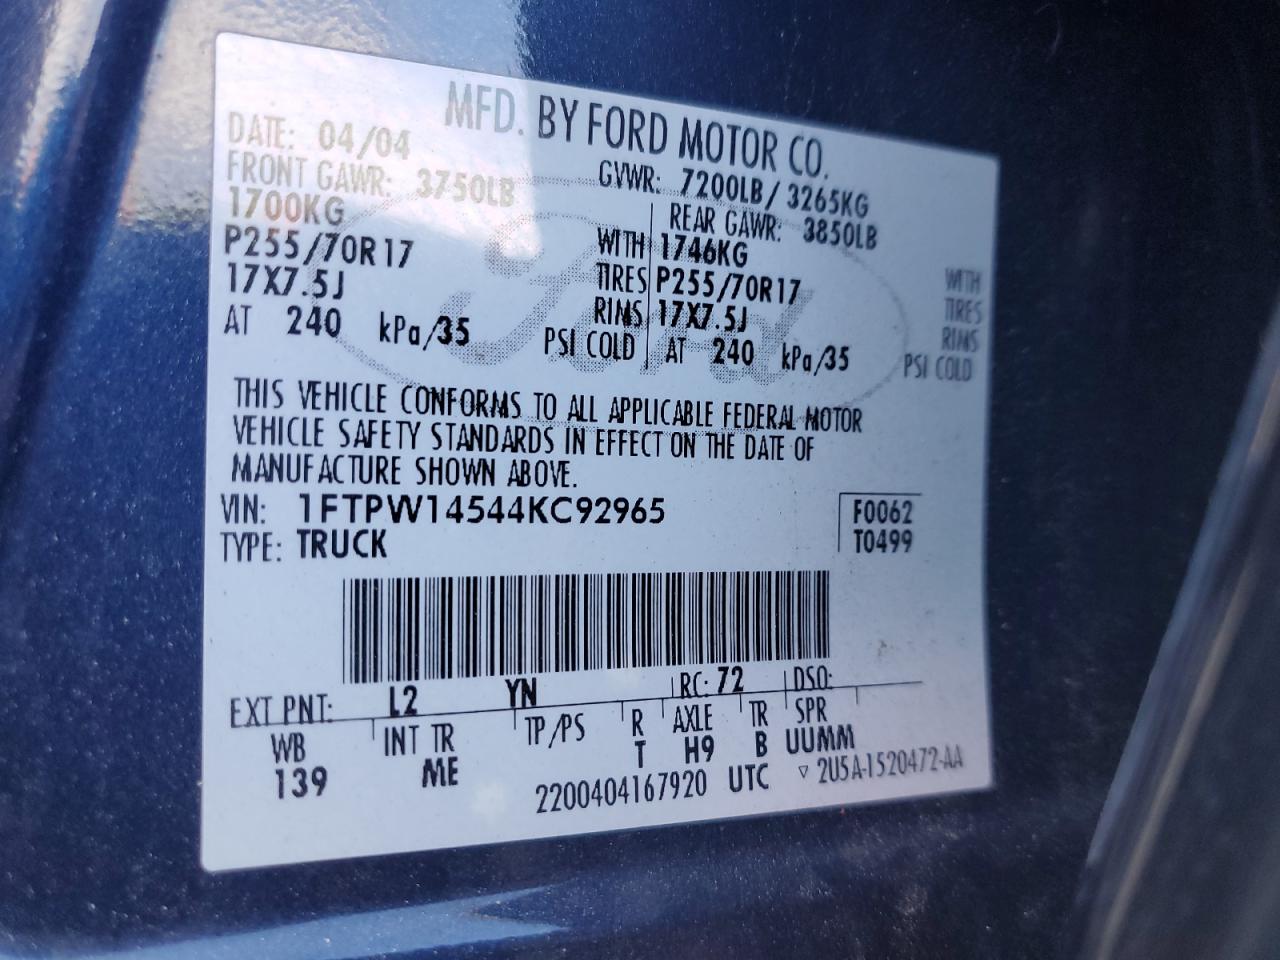 MFD. BY FORD MOTOR CO.
DATE: 04/04 GVWR: 7200LB / 3265KG
FRONT GAWR: 3750LB REAR GAWR: 3850LB
1700KG WITH 1746KG WITH
P255/70R17 TIRES P255/70R17 TIRES
17X7.5J RIMS 17X7.5J RIMS
AT 240 kPa/35 PSI COLD AT 240 kPa/35 PSI COLD
Ford
THIS VEHICLE CONFORMS TO ALL APPLICABLE FEDERAL MOTOR
VEHICLE SAFETY STANDARDS IN EFFECT ON THE DATE OF
MANUFACTURE SHOWN ABOVE.
VIN: 1FTPW14544KC92965 F0062
TYPE: TRUCK T0499
EXT PNT: L2 YN RC: 72 DSO:
WB INT TR TP/PS R AXLE TR SPR
139 ME T H9 B UUMM
2200404167920 UTC ▿ 2U5A-1520472-AA